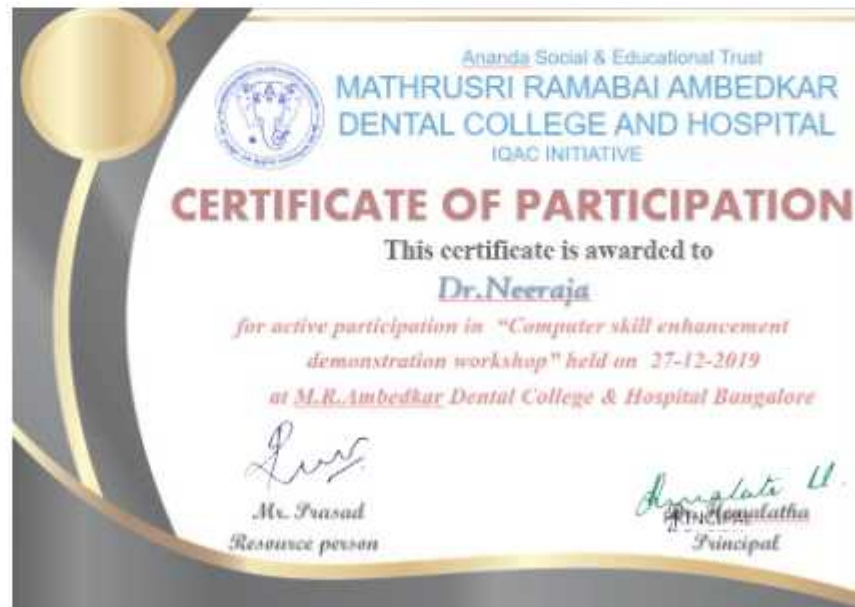 Ananda Social & Educational Trust
MATHRUSRI RAMABAI AMBEDKAR
DENTAL COLLEGE AND HOSPITAL
IQAC INITIATIVE
CERTIFICATE OF PARTICIPATION
This certificate is awarded to
Dr.Neeraja
for active participation in "Computer skill enhancement
demonstration workshop" held on 27-12-2019
at M.R.Ambedkar Dental College & Hospital Bangalore
Mr. Prasad
Resource person
Hemalatha
PRINCIPAL
Principal